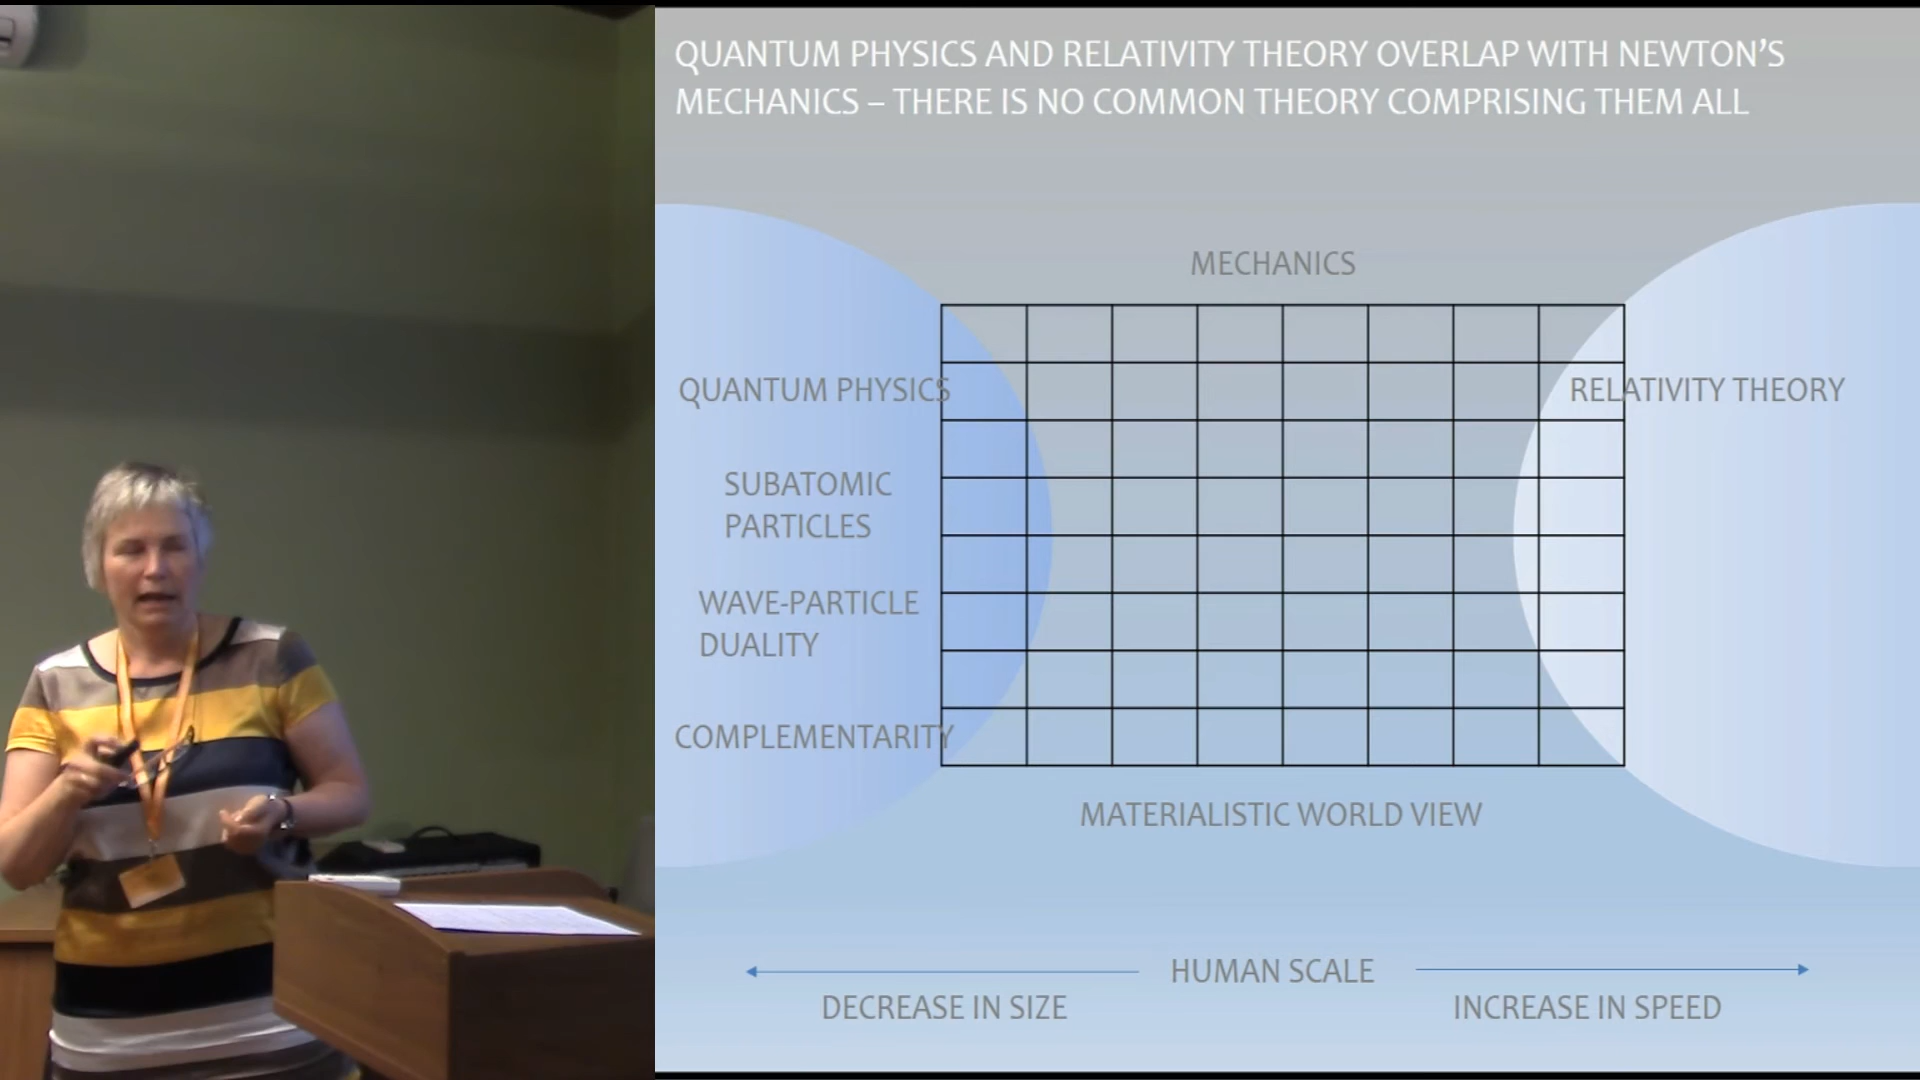 QUANTUM PHYSICS AND RELATIVITY THEORY OVERLAP WITH NEWTON'S
MECHANICS – THERE IS NO COMMON THEORY COMPRISING THEM ALL
MECHANICS
QUANTUM PHYSICS
RELATIVITY THEORY
SUBATOMIC
PARTICLES
WAVE-PARTICLE
DUALITY
COMPLEMENTARITY
MATERIALISTIC WORLD VIEW
HUMAN SCALE
DECREASE IN SIZE
INCREASE IN SPEED